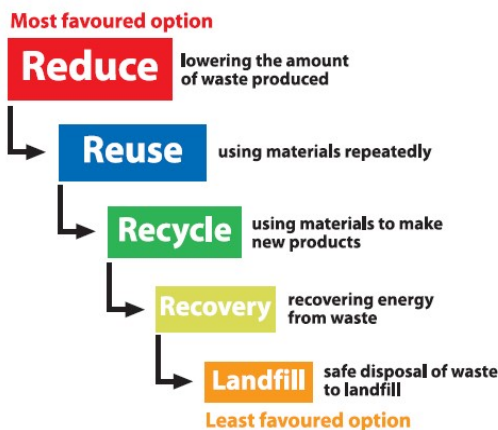 Most favoured option
Reduce
lowering the amount
of waste produced
Reuse
using materials repeatedly
Recycle
using materials to make
new products
Recovery
recovering energy
from waste
Landfill
safe disposal of waste
to landfill
Least favoured option